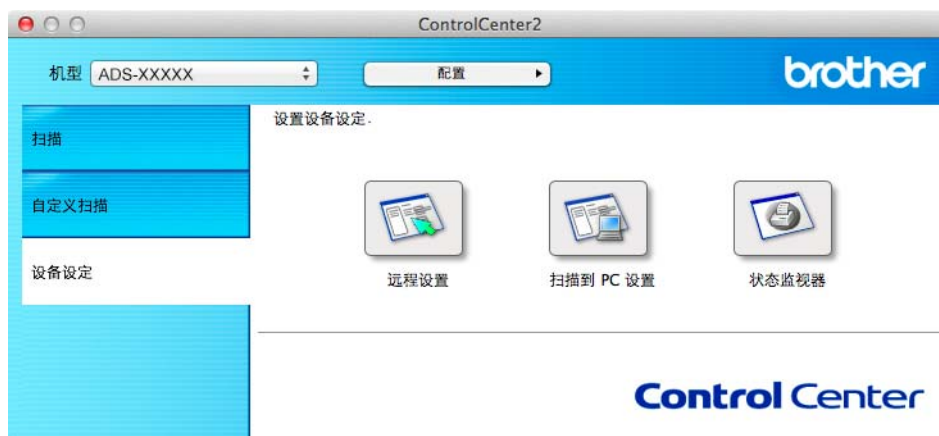 ControlCenter2
机型 ADS-XXXXX 配置 brother
扫描
自定义扫描
设备设定
设置设备设定.
远程设置 扫描到 PC 设置 状态监视器
Control Center